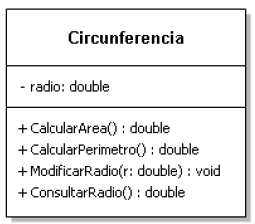 Circunferencia
- radio: double
+ CalcularArea() : double
+ CalcularPerimetro() : double
+ ModificarRadio(r: double) : void
+ ConsultarRadio() : double